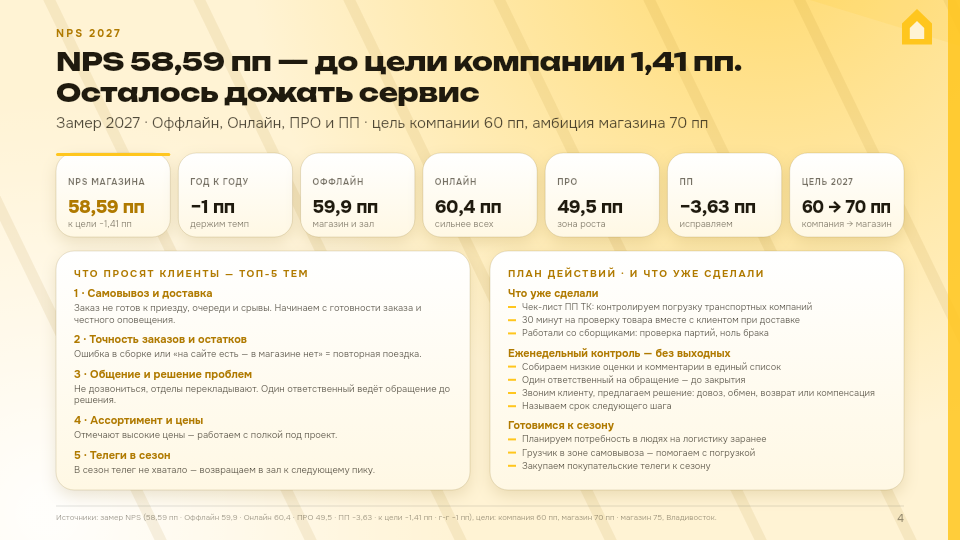 NPS 2027
NPS 58,59 пп — до цели компании 1,41 пп.
Осталось дожать сервис
Замер 2027 · Оффлайн, Онлайн, ПРО и ПП · цель компании 60 пп, амбиция магазина 70 пп
NPS МАГАЗИНА
58,59 пп
к цели −1,41 пп
ГОД К ГОДУ
−1 пп
держим темп
ОФФЛАЙН
59,9 пп
магазин и зал
ОНЛАЙН
60,4 пп
сильнее всех
ПРО
49,5 пп
зона роста
ПП
−3,63 пп
исправляем
ЦЕЛЬ 2027
60 → 70 пп
компания → магазин
ЧТО ПРОСЯТ КЛИЕНТЫ — ТОП-5 ТЕМ
1 · Самовывоз и доставка
Заказ не готов к приезду, очереди и срывы. Начинаем с готовности заказа и
честного оповещения.
2 · Точность заказов и остатков
Ошибка в сборке или «на сайте есть — в магазине нет» = повторная поездка.
3 · Общение и решение проблем
Не дозвониться, отделы перекладывают. Один ответственный ведёт обращение до
решения.
4 · Ассортимент и цены
Отмечают высокие цены — работаем с полкой под проект.
5 · Телеги в сезон
В сезон телег не хватало — возвращаем в зал к следующему пику.
ПЛАН ДЕЙСТВИЙ · И ЧТО УЖЕ СДЕЛАЛИ
Что уже сделали
— Чек-лист ПП ТК: контролируем погрузку транспортных компаний
— 30 минут на проверку товара вместе с клиентом при доставке
— Работали со сборщиками: проверка партий, ноль брака
Еженедельный контроль — без выходных
— Собираем низкие оценки и комментарии в единый список
— Один ответственный на обращение — до закрытия
— Звоним клиенту, предлагаем решение: довоз, обмен, возврат или компенсация
— Называем срок следующего шага
Готовимся к сезону
— Планируем потребность в людях на логистику заранее
— Грузчик в зоне самовывоза — помогаем с погрузкой
— Закупаем покупательские телеги к сезону
Источники: замер NPS (58,59 пп · Оффлайн 59,9 · Онлайн 60,4 · ПРО 49,5 · ПП −3,63 · к цели −1,41 пп · г-г −1 пп), цели: компания 60 пп, магазин 70 пп · магазин 75, Владивосток.
4